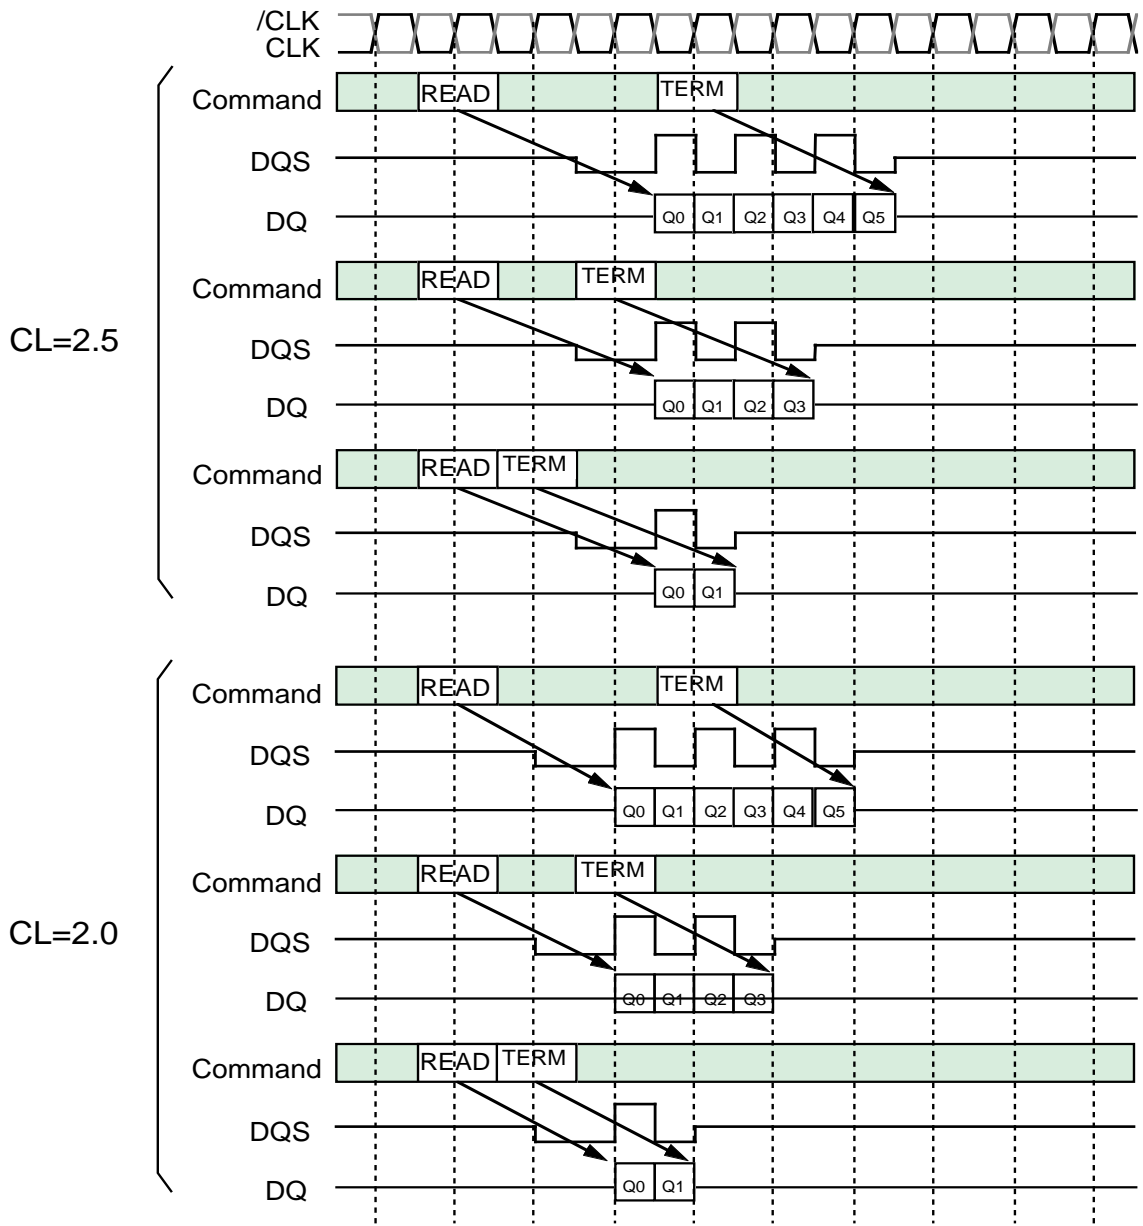 /CLK
CLK
CL=2.5
Command READ TERM
DQS
DQ Q0 Q1 Q2 Q3 Q4 Q5
Command READ TERM
DQS
DQ Q0 Q1 Q2 Q3
Command READ TERM
DQS
DQ Q0 Q1
CL=2.0
Command READ TERM
DQS
DQ Q0 Q1 Q2 Q3 Q4 Q5
Command READ TERM
DQS
DQ Q0 Q1 Q2 Q3
Command READ TERM
DQS
DQ Q0 Q1